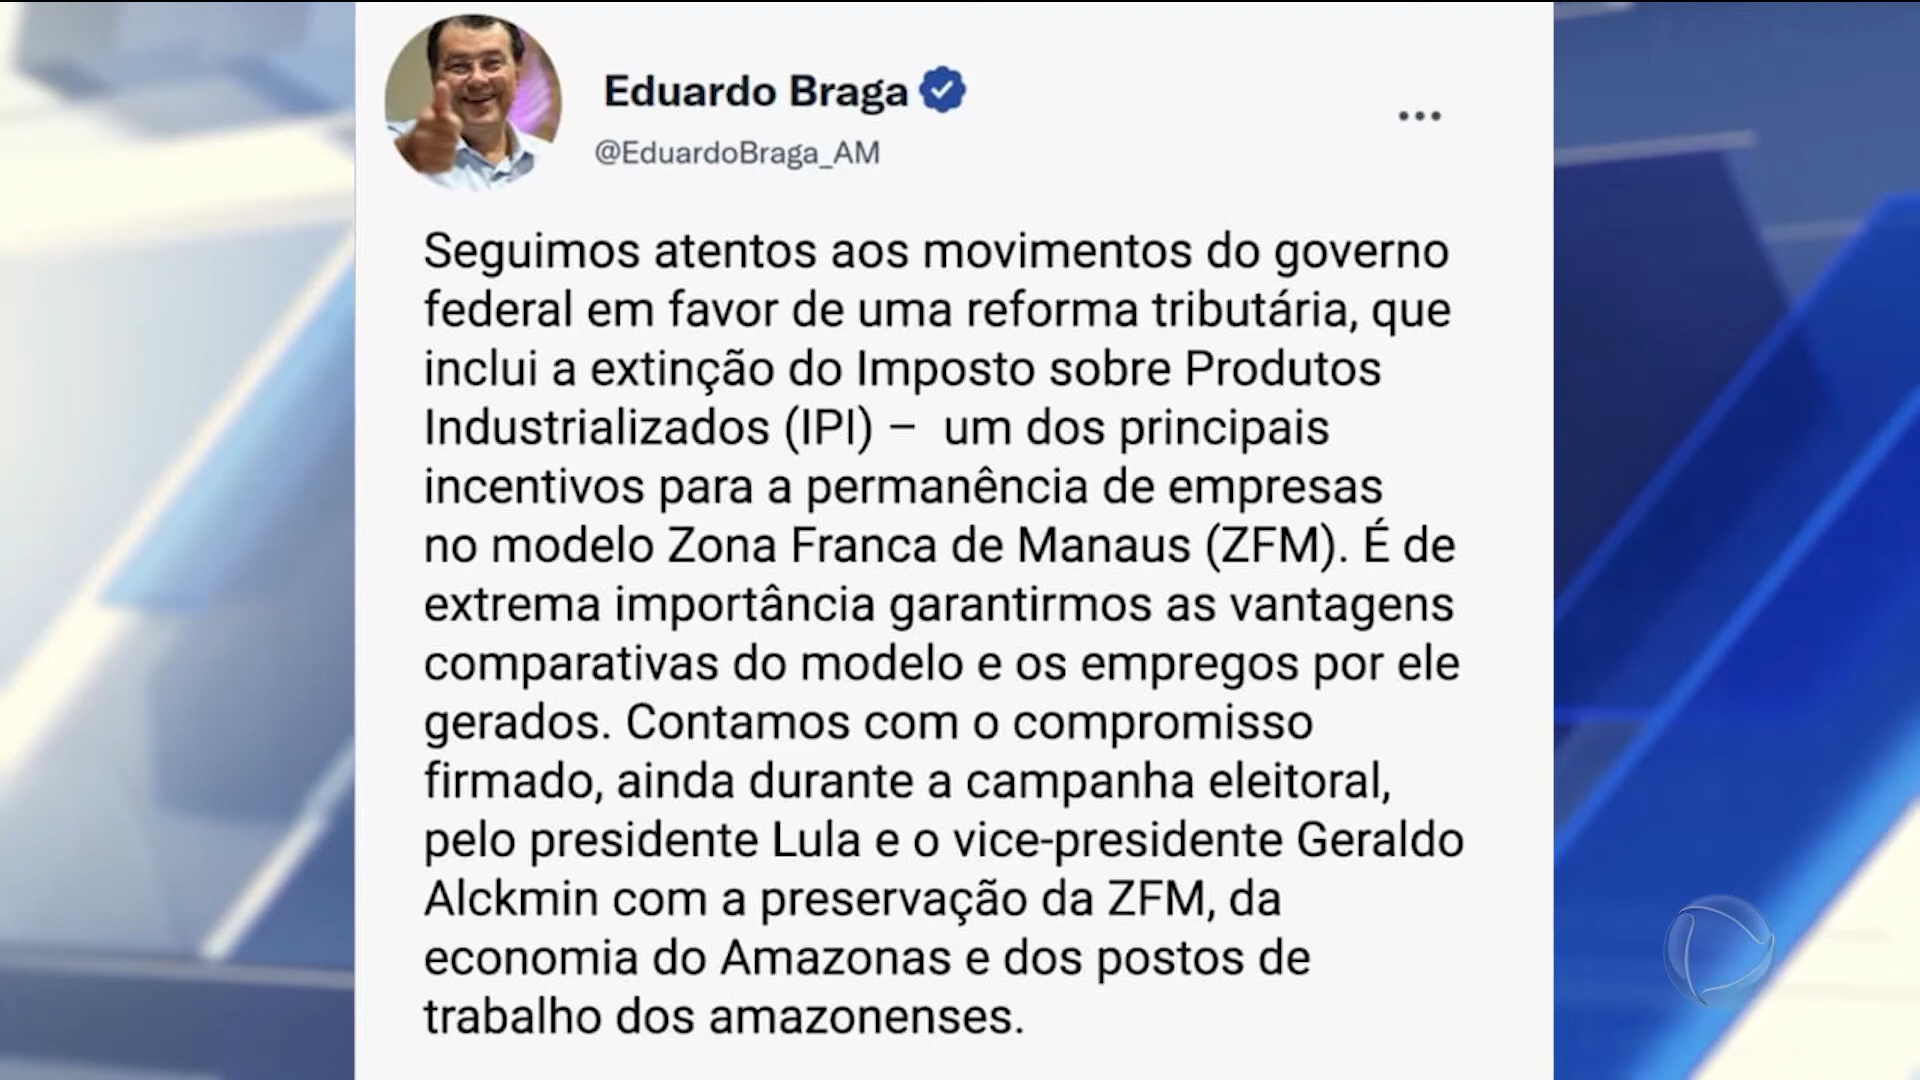 Eduardo Braga
@EduardoBraga_AM
Seguimos atentos aos movimentos do governo
federal em favor de uma reforma tributária, que
inclui a extinção do Imposto sobre Produtos
Industrializados (IPI) – um dos principais
incentivos para a permanência de empresas
no modelo Zona Franca de Manaus (ZFM). É de
extrema importância garantirmos as vantagens
comparativas do modelo e os empregos por ele
gerados. Contamos com o compromisso
firmado, ainda durante a campanha eleitoral,
pelo presidente Lula e o vice-presidente Geraldo
Alckmin com a preservação da ZFM, da
economia do Amazonas e dos postos de
trabalho dos amazonenses.